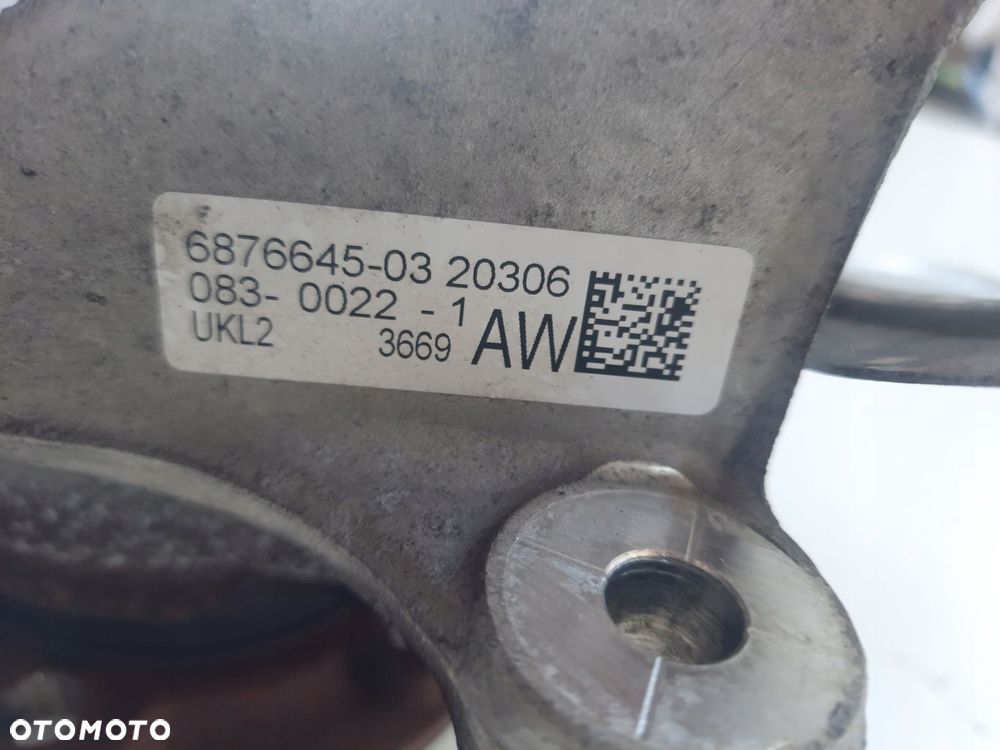 6876645-03 20306
083- 0022 - 1
UKL2 3669 AW
OTOMOTO